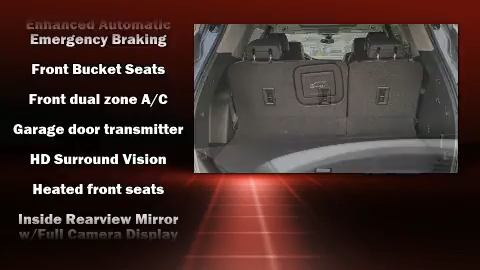 Enhanced Automatic
Emergency Braking
Front Bucket Seats
Front dual zone A/C
Garage door transmitter
HD Surround Vision
Heated front seats
Inside Rearview Mirror
w/Full Camera Display